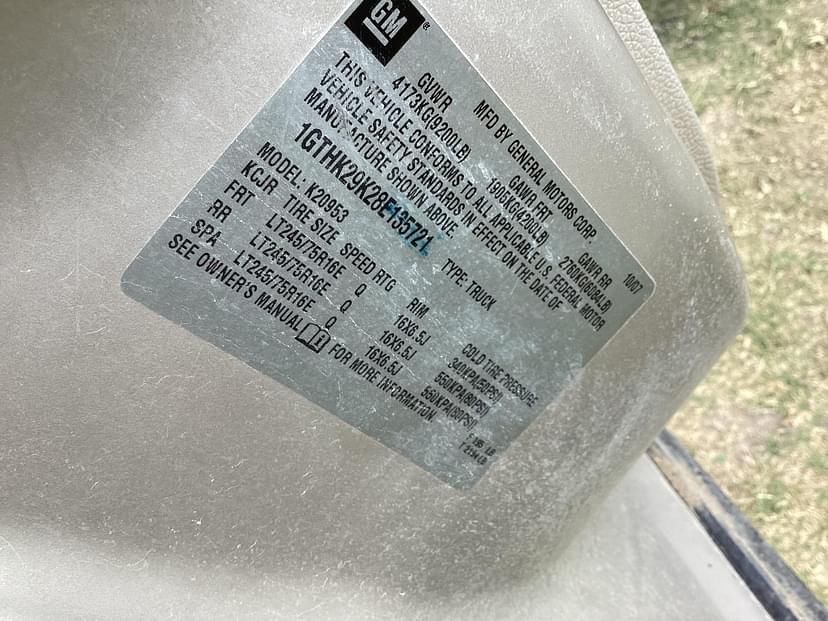 GM®
MFD BY GENERAL MOTORS CORP. 10/07
GVWR GAWR FRT GAWR RR
4173KG(9200LB) 1905KG(4200LB) 2760KG(6084LB)
THIS VEHICLE CONFORMS TO ALL APPLICABLE U.S. FEDERAL MOTOR
VEHICLE SAFETY STANDARDS IN EFFECT ON THE DATE OF
MANUFACTURE SHOWN ABOVE.
1GTHK29K28E135721 TYPE: TRUCK
MODEL: K20953
KCJR TIRE SIZE SPEED RTG RIM COLD TIRE PRESSURE
FRT LT245/75R16E Q 16X6.5J 340KPA(50PSI)
RR LT245/75R16E Q 16X6.5J 550KPA(80PSI)
SPA LT245/75R16E Q 16X6.5J 550KPA(80PSI)
SEE OWNER'S MANUAL FOR MORE INFORMATION.